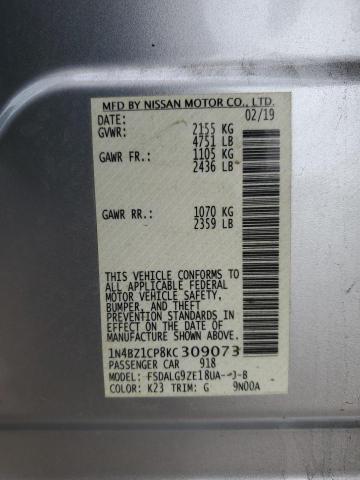 MFD BY NISSAN MOTOR CO., LTD.
DATE: 02/19
GVWR: 2155 KG
4751 LB
GAWR FR.: 1105 KG
2436 LB
GAWR RR.: 1070 KG
2359 LB
THIS VEHICLE CONFORMS TO
ALL APPLICABLE FEDERAL
MOTOR VEHICLE SAFETY,
BUMPER, AND THEFT
PREVENTION STANDARDS IN
EFFECT ON THE DATE OF
MANUFACTURE SHOWN ABOVE.
1N4BZ1CP8KC 309073
PASSENGER CAR 918
MODEL:
COLOR: K23 TRIM: G 9N00A